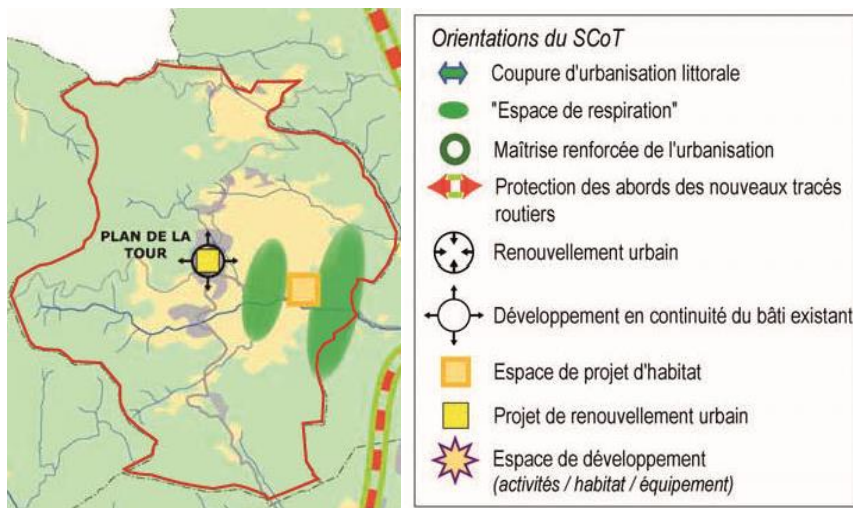 PLAN DE LA
TOUR
Orientations du SCoT
Coupure d'urbanisation littorale
"Espace de respiration"
Maîtrise renforcée de l'urbanisation
Protection des abords des nouveaux tracés
routiers
Renouvellement urbain
Développement en continuité du bâti existant
Espace de projet d'habitat
Projet de renouvellement urbain
Espace de développement
(activités / habitat / équipement)